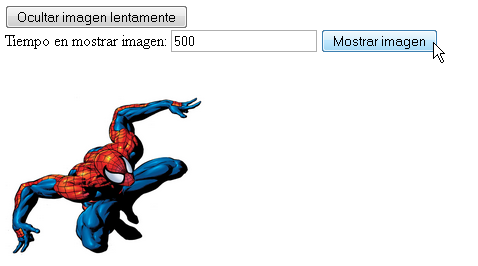 Ocultar imagen lentamente
Tiempo en mostrar imagen: 500 Mostrar imagen